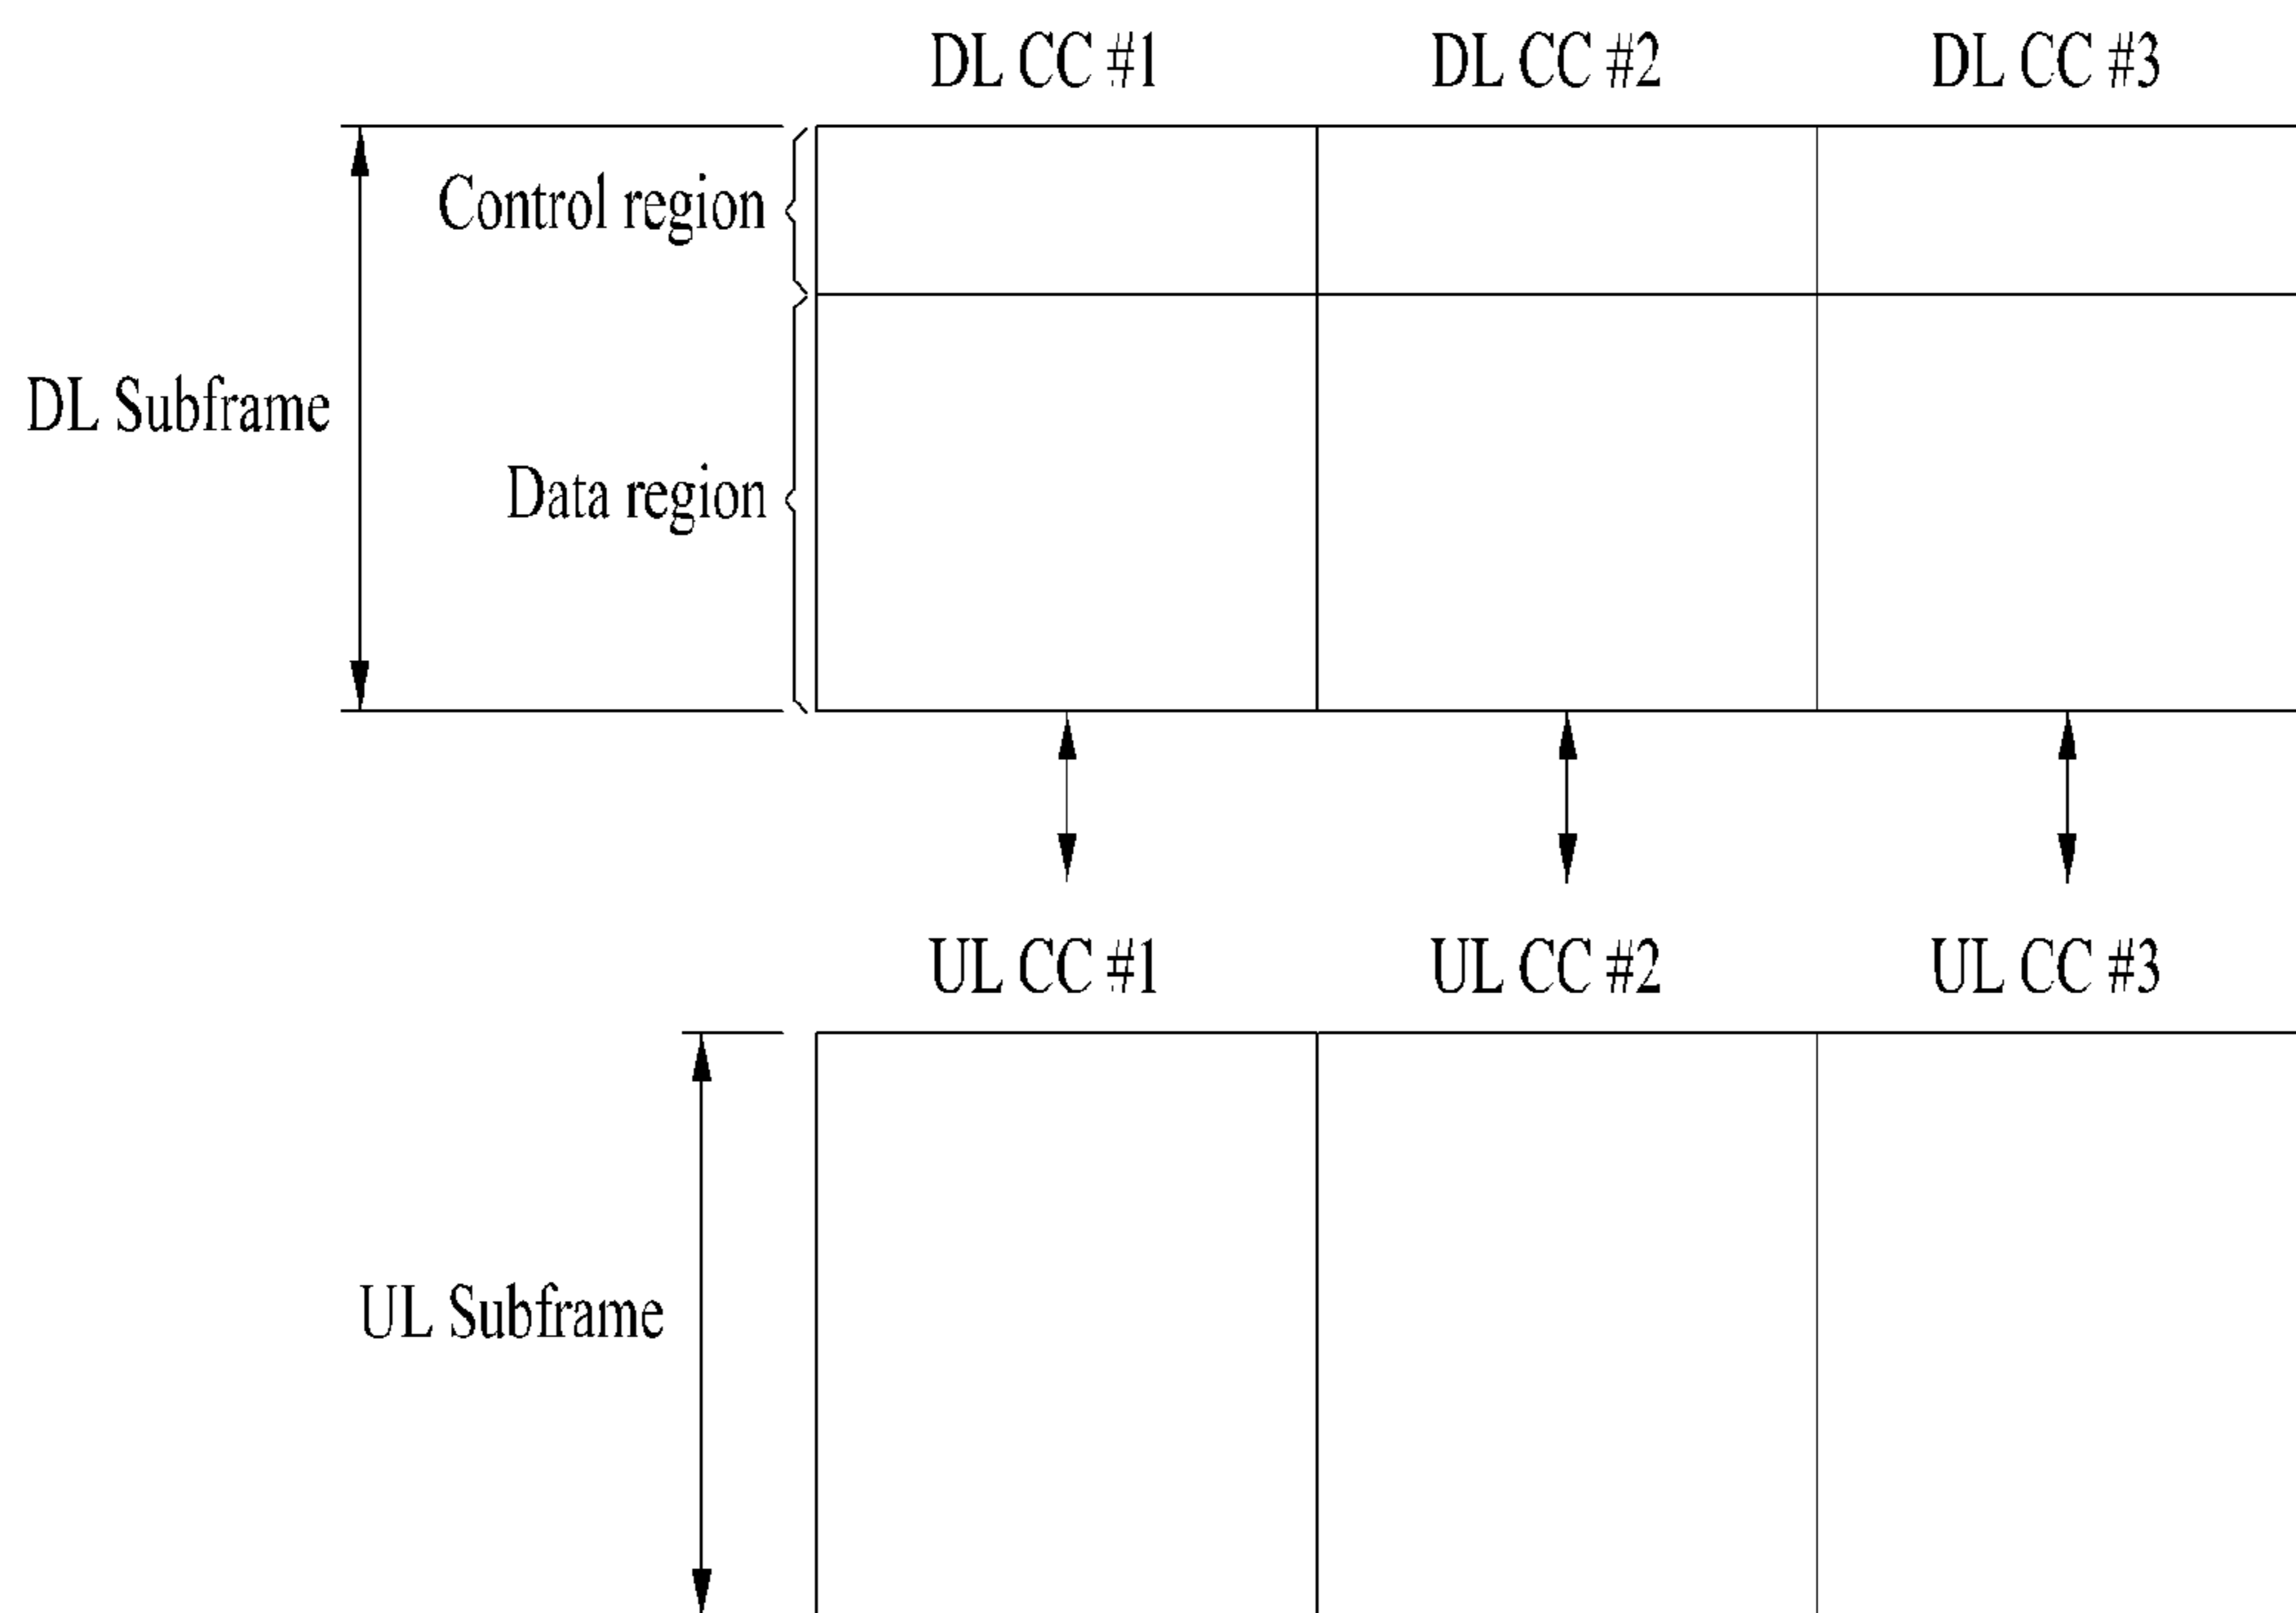 DL CC #1 DL CC #2 DL CC #3
Control region
DL Subframe
Data region
UL CC #1 UL CC #2 UL CC #3
UL Subframe